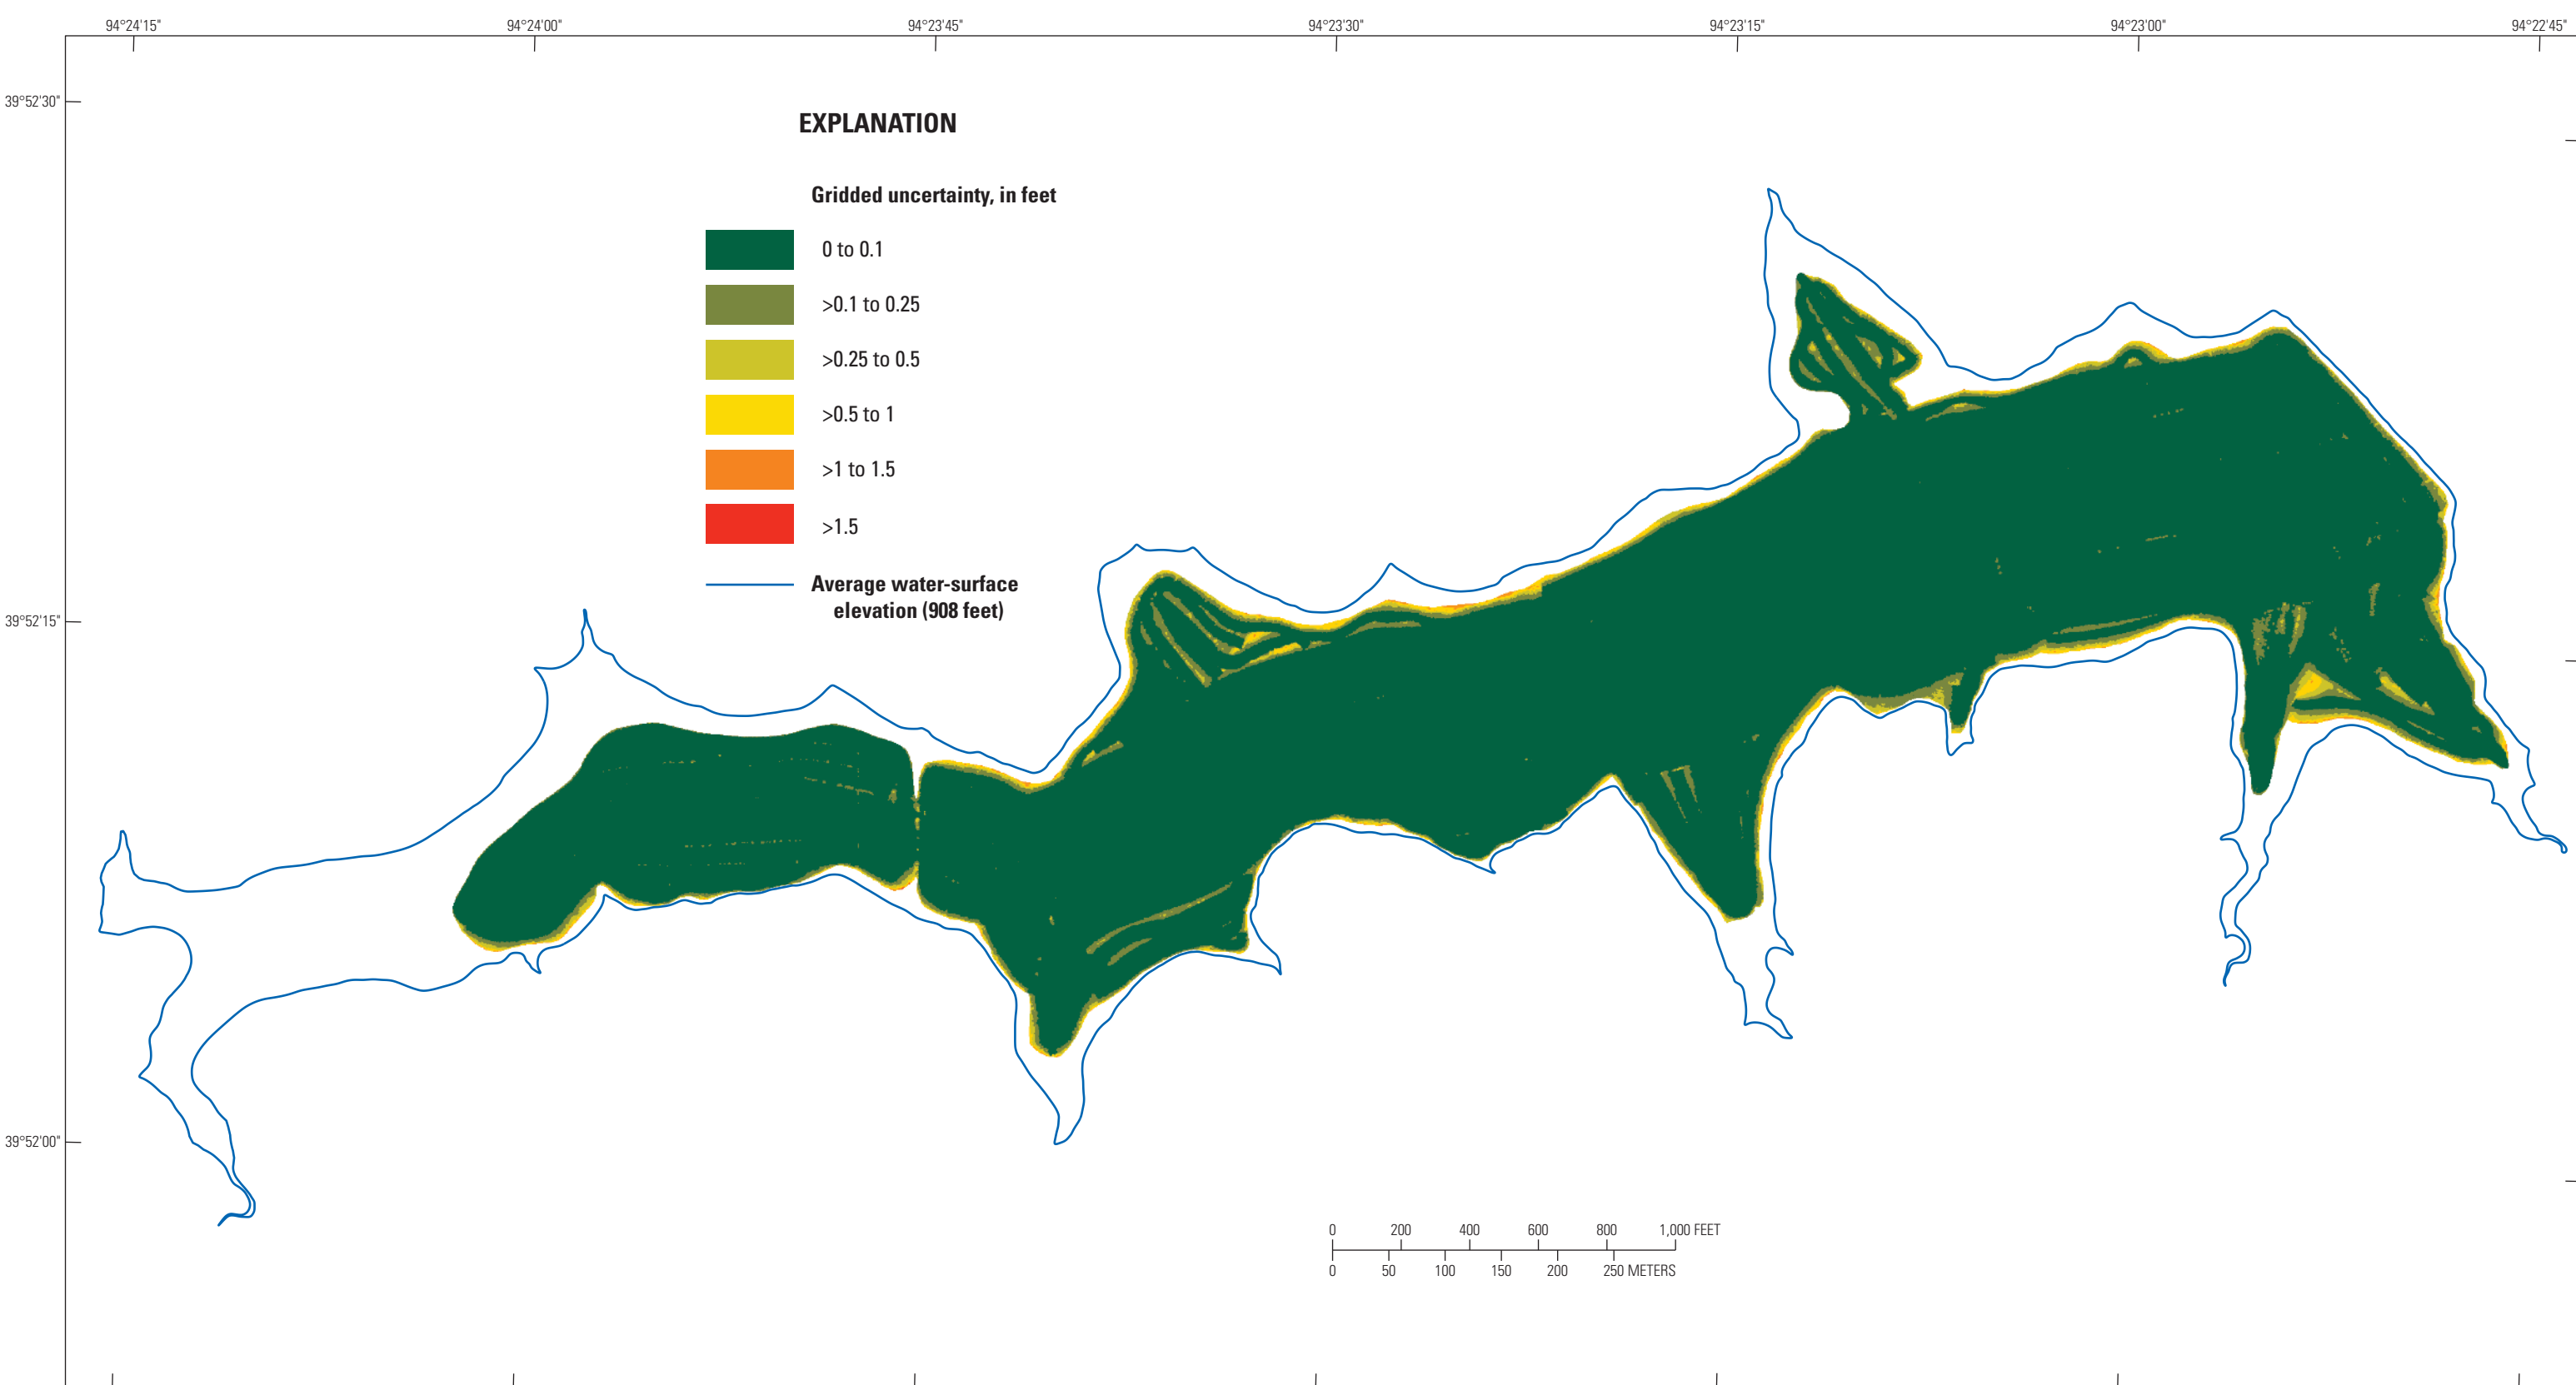 94°24'15" 94°24'00" 94°23'45" 94°23'30" 94°23'15" 94°23'00" 94°22'45"
39°52'30"
EXPLANATION
Gridded uncertainty, in feet
0 to 0.1
>0.1 to 0.25
>0.25 to 0.5
>0.5 to 1
>1 to 1.5
>1.5
Average water-surface
elevation (908 feet)
39°52'15"
39°52'00"
0 200 400 600 800 1,000 FEET
0 50 100 150 200 250 METERS